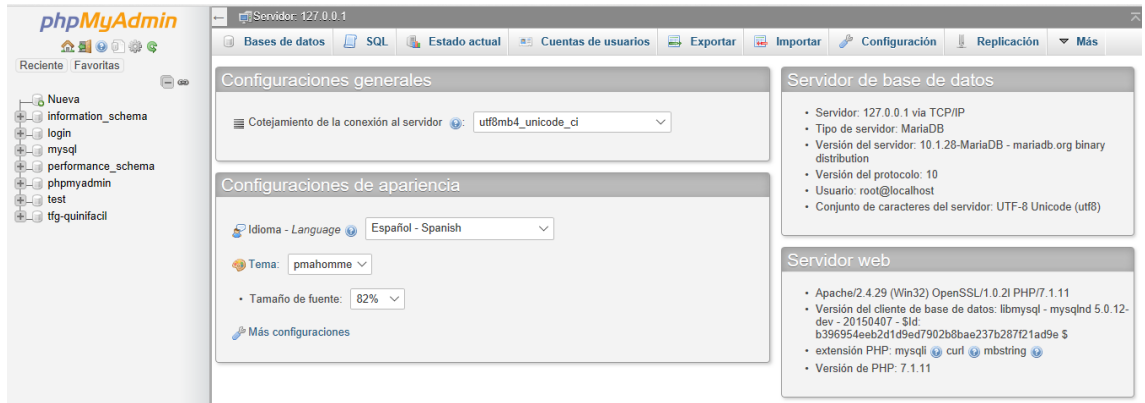 phpMyAdmin
Reciente Favoritas
Nueva
information_schema
login
mysql
performance_schema
phpmyadmin
test
tfg-quinifacil
Servidor: 127.0.0.1
Bases de datos SQL Estado actual Cuentas de usuarios Exportar Importar Configuración Replicación Más
Configuraciones generales
Cotejamiento de la conexión al servidor : utf8mb4_unicode_ci
Configuraciones de apariencia
Idioma - Language Español - Spanish
Tema: pmahomme
• Tamaño de fuente: 82%
Más configuraciones
Servidor de base de datos
• Servidor: 127.0.0.1 via TCP/IP
• Tipo de servidor: MariaDB
• Versión del servidor: 10.1.28-MariaDB - mariadb.org binary
distribution
• Versión del protocolo: 10
• Usuario: root@localhost
• Conjunto de caracteres del servidor: UTF-8 Unicode (utf8)
Servidor web
• Apache/2.4.29 (Win32) OpenSSL/1.0.2l PHP/7.1.11
• Versión del cliente de base de datos: libmysql - mysqlnd 5.0.12-
dev - 20150407 - $Id:
b396954eeb2d1d9ed7902b8bae237b287f21ad9e $
• extensión PHP: mysqli curl mbstring
• Versión de PHP: 7.1.11